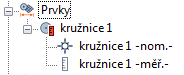 Prvky
kružnice 1
kružnice 1 -nom.-
kružnice 1 -měř.-